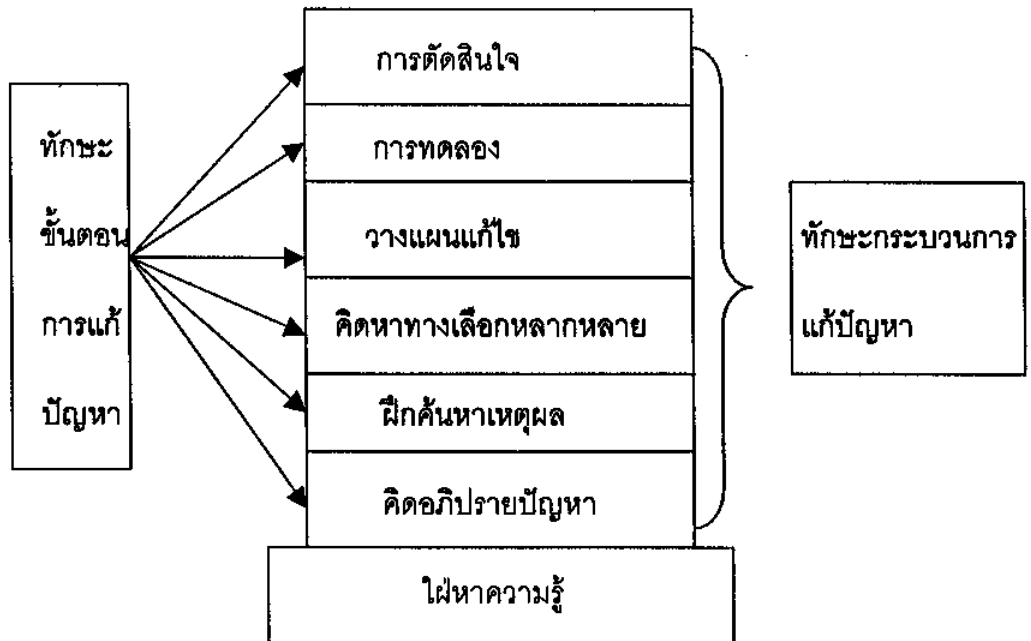 ทักษะ
ขั้นตอน
การแก้
ปัญหา
การตัดสินใจ
การทดลอง
วางแผนแก้ไข
คิดหาทางเลือกหลากหลาย
ฝึกค้นหาเหตุผล
คิดอภิปรายปัญหา
ใฝ่หาความรู้
ทักษะกระบวนการ
แก้ปัญหา